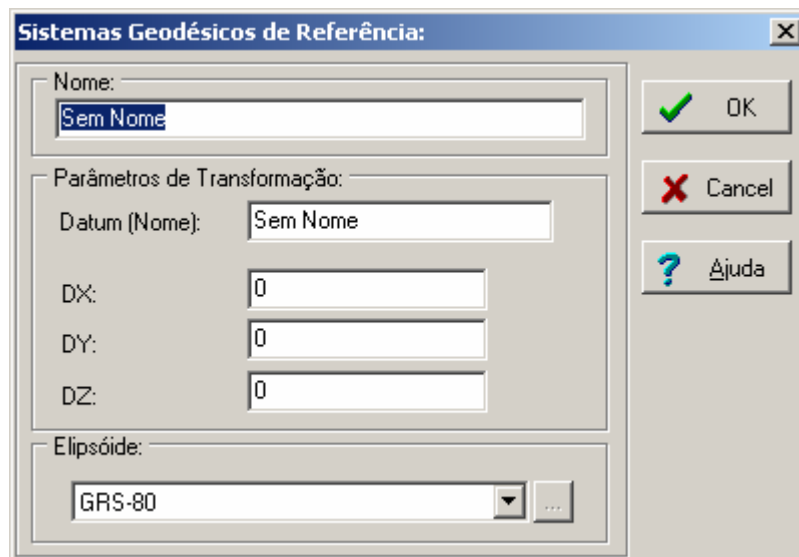 Sistemas Geodésicos de Referência:
Nome:
Sem Nome
OK
Parâmetros de Transformação:
Cancel
Datum (Nome): Sem Nome
Ajuda
DX: 0
DY: 0
DZ: 0
Elipsóide:
GRS-80 ...